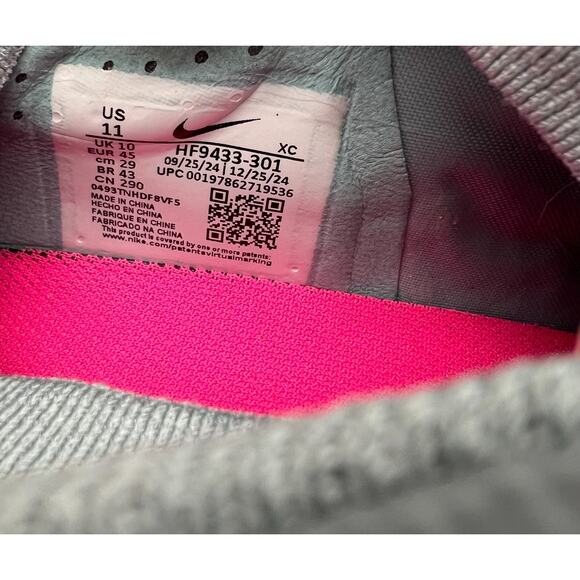 US
11
XC
UK 10
HF9433-301
EUR 45
09/25/24 | 12/25/24
cm 29
UPC 00197862719536
BR 43
CN 290
0493TNHDF8VF5
MADE IN CHINA
HECHO EN CHINA
FABRIQUE EN CHINE
FABRICADO NA CHINA
This product is covered by one or more patents:
www.nike.com/patentsvirtualmarking